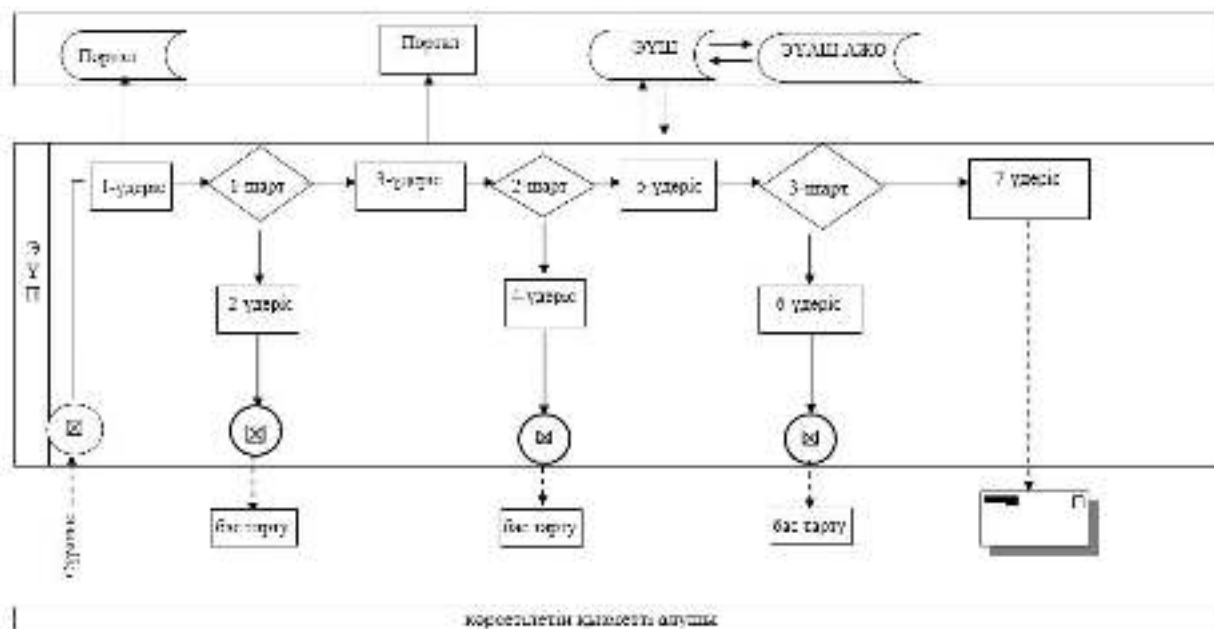 Портал
Портал
ЭҮШ
ЭҮАШ АЖО
1-үдеріс
1-шарт
3-үдеріс
2-шарт
5-үдеріс
3-шарт
7 үдеріс
Э
Ү
П
2 үдеріс
4-үдеріс
6 үдеріс
бас тарту
бас тарту
бас тарту
көрсетілетін қызметті алушы